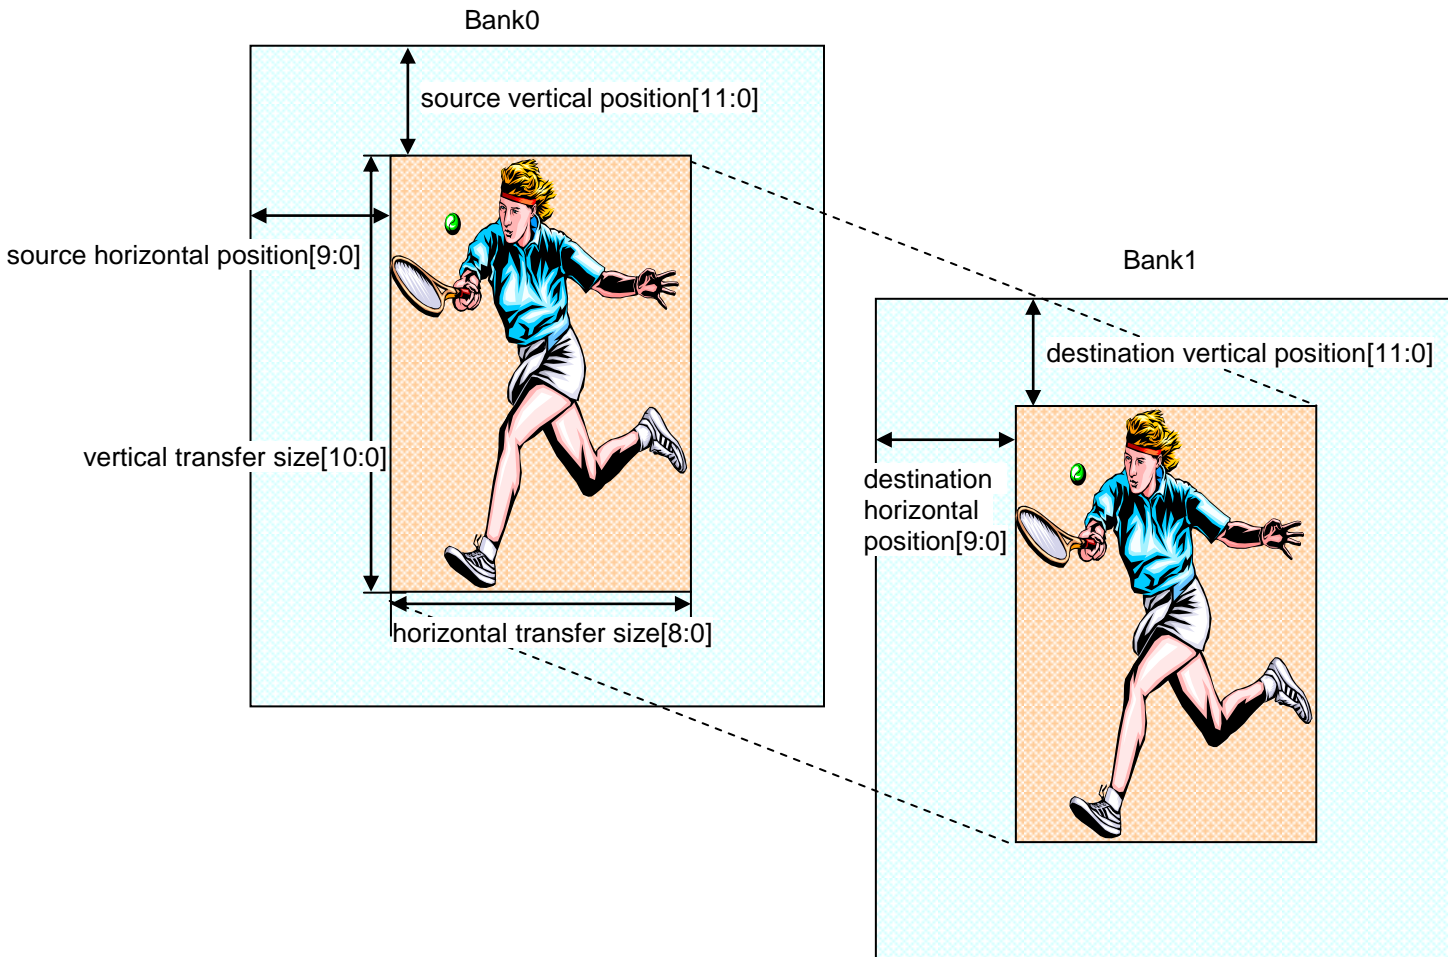 Bank0
source vertical position[11:0]
source horizontal position[9:0]
vertical transfer size[10:0]
horizontal transfer size[8:0]
Bank1
destination vertical position[11:0]
destination
horizontal
position[9:0]